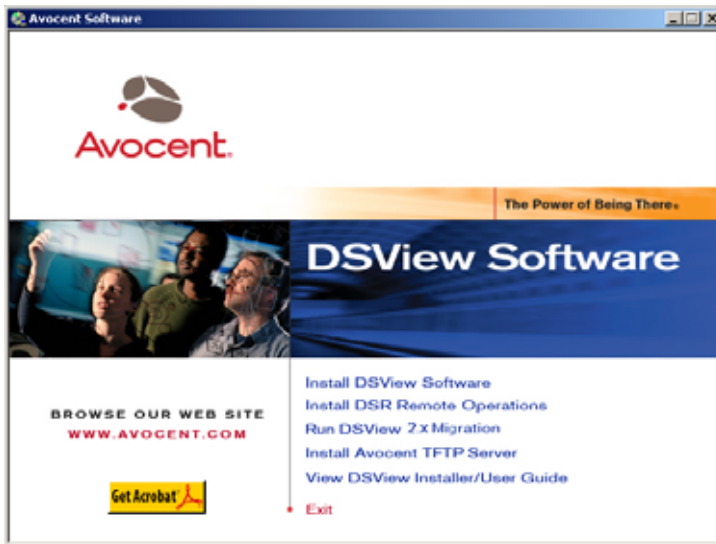 Avocent Software
Avocent.
The Power of Being There®
DSView Software
Install DSView Software
Install DSR Remote Operations
Run DSView 2.x Migration
Install Avocent TFTP Server
View DSView Installer/User Guide
Exit
BROWSE OUR WEB SITE
WWW.AVOCENT.COM
Get Acrobat